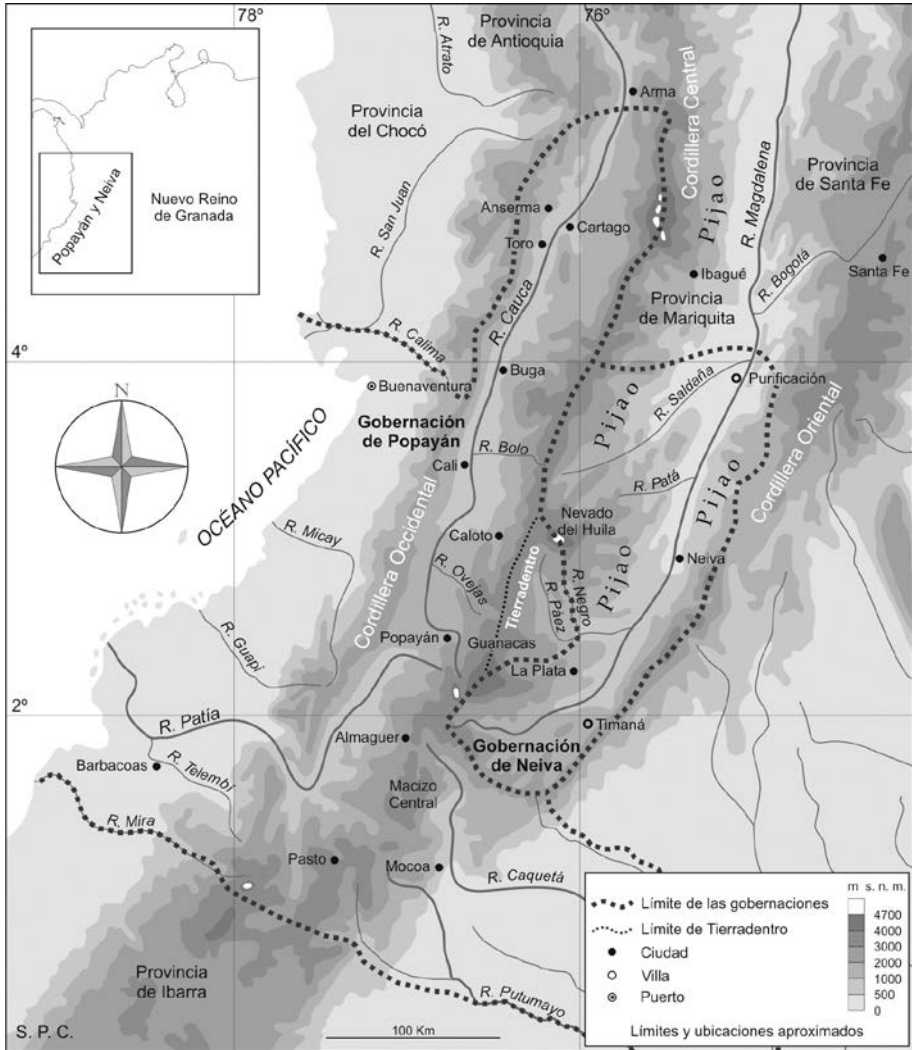 78°
76°
Provincia
de Antioquia
R. Atrato
Arma
Cordillera Central
Provincia
del Chocó
Popayán y Neiva
Nuevo Reino
de Granada
Provincia
de Santa Fe
R. Magdalena
Pijao
R. San Juan
Anserma
Cartago
Toro
R. Bogotá
Santa Fe
Ibagué
Provincia
de Mariquita
R. Cauca
R. Calima
4º
Buga
Buenaventura
Purificación
R. Saldaña
N
Gobernación
de Popayán
Pijao
Cordillera Oriental
OCÉANO PACÍFICO
R. Bolo
Cali
R. Patá
Pijao
Cordillera Occidental
Nevado
del Huila
R. Micay
Caloto
Tierradentro
Neiva
R. Ovejas
R. Negro
R. Páez
Pijao
R. Guapi
Popayán
Guanacas
La Plata
2º
R. Patía
Timaná
Almaguer
Gobernación
de Neiva
Barbacoas
R. Telembí
Macizo
Central
R. Mira
Pasto
Mocoa
R. Caquetá
Provincia
de Ibarra
R. Putumayo
S. P. C.
100 Km
Límite de las gobernaciones
Límite de Tierradentro
Ciudad
Villa
Puerto
m s. n. m.
4700
4000
3000
2000
1000
500
0
Límites y ubicaciones aproximados